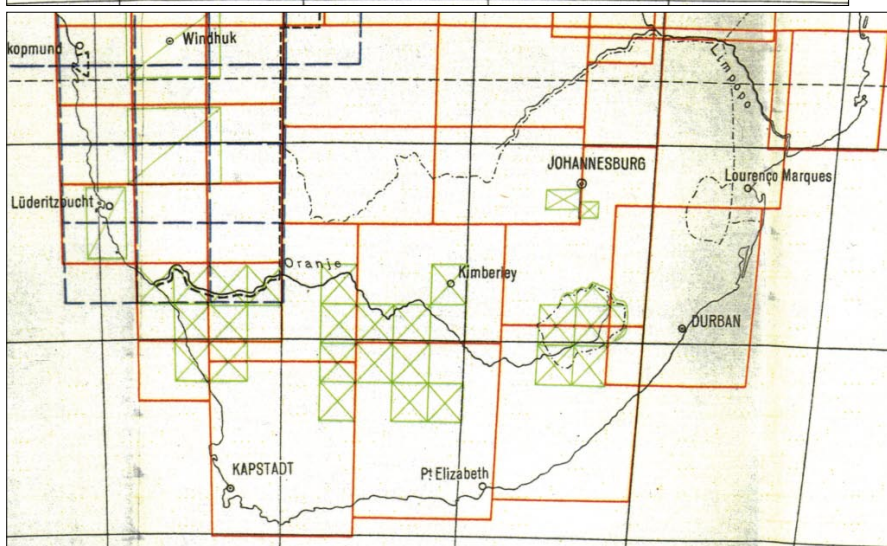 Windhuk
kopmund
Limpopo
JOHANNESBURG
Lourenço Marques
Lüderitzbucht
Oranje
Kimberley
DURBAN
KAPSTADT
Pt Elizabeth